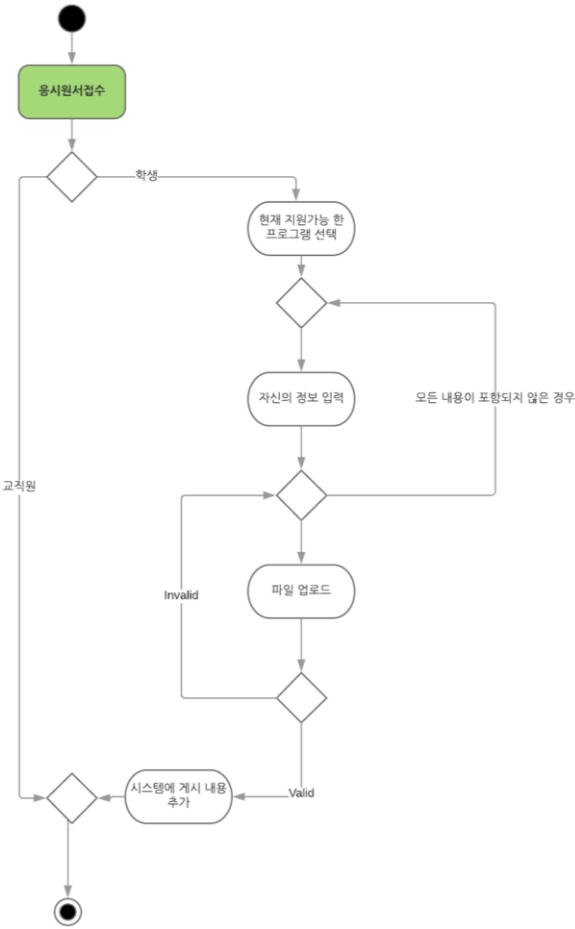 응시원서접수
학생
현재 지원가능 한
프로그램 선택
자신의 정보 입력
모든 내용이 포함되지 않은 경우
교직원
파일 업로드
Invalid
시스템에 게시 내용
추가
Valid